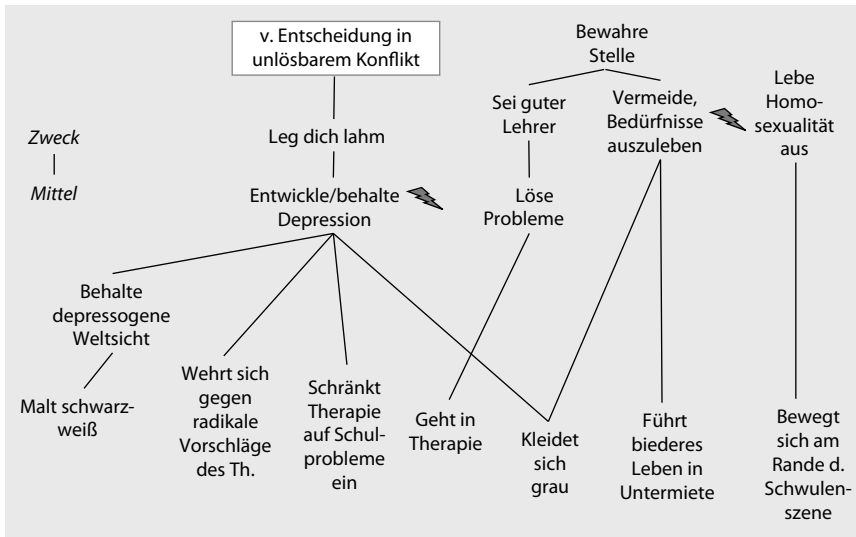 v. Entscheidung in
unlösbarem Konflikt
Bewahre
Stelle
Lebe
Homo-
sexualität
aus
Sei guter
Lehrer
Vermeide,
Bedürfnisse
auszuleben
Zweck
Mittel
Leg dich lahm
Entwickle/behalte
Depression
Löse
Probleme
Behalte
depressogene
Weltsicht
Malt schwarz-
weiß
Wehrt sich
gegen
radikale
Vorschläge
des Th.
Schränkt
Therapie
auf Schul-
probleme
ein
Geht in
Therapie
Kleidet
sich
grau
Führt
biederes
Leben in
Untermiete
Bewegt
sich am
Rande d.
Schwulen-
szene